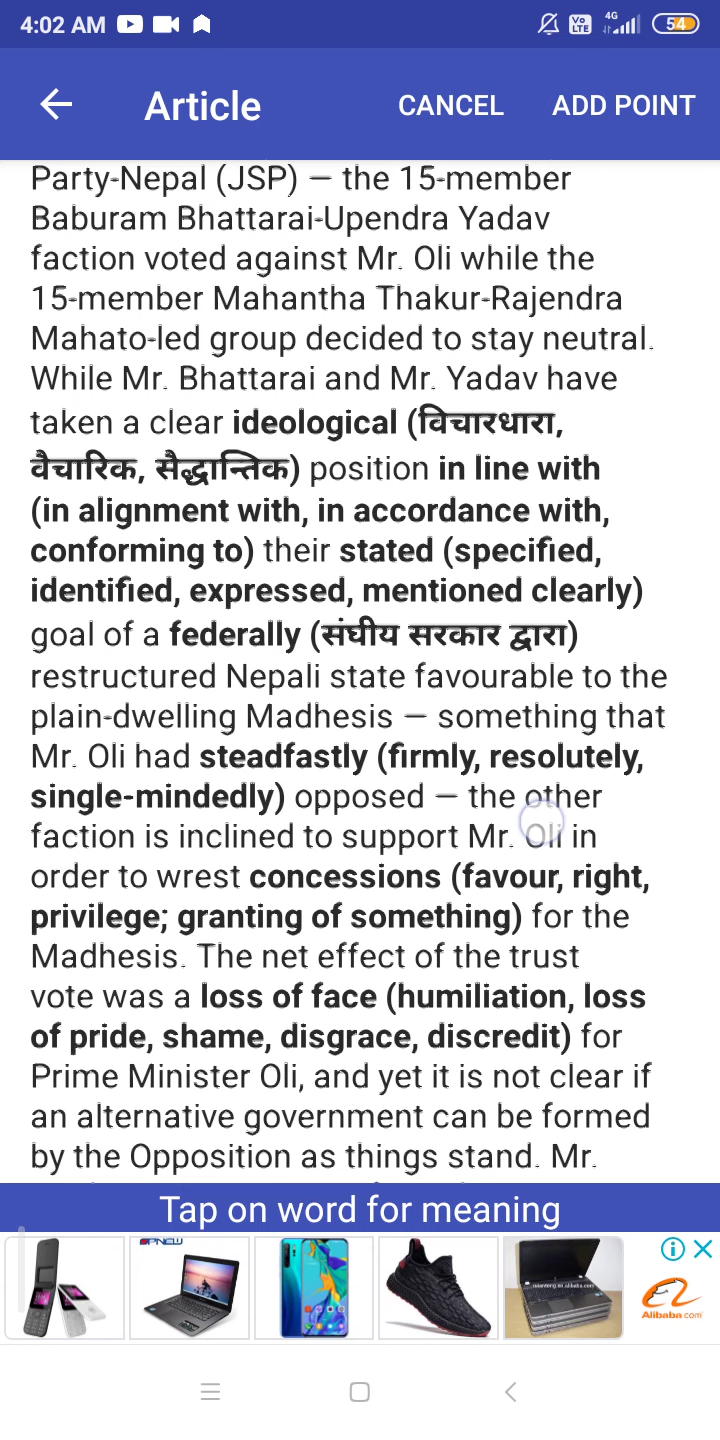 4:02 AM
Vo LTE 4G 54
Article CANCEL ADD POINT
Party-Nepal (JSP) — the 15-member
Baburam Bhattarai-Upendra Yadav
faction voted against Mr. Oli while the
15-member Mahantha Thakur-Rajendra
Mahato-led group decided to stay neutral.
While Mr. Bhattarai and Mr. Yadav have
taken a clear ideological (विचारधारा,
वैचारिक, सैद्धान्तिक) position in line with
(in alignment with, in accordance with,
conforming to) their stated (specified,
identified, expressed, mentioned clearly)
goal of a federally (संघीय सरकार द्वारा)
restructured Nepali state favourable to the
plain-dwelling Madhesis — something that
Mr. Oli had steadfastly (firmly, resolutely,
single-mindedly) opposed — the other
faction is inclined to support Mr. Oli in
order to wrest concessions (favour, right,
privilege; granting of something) for the
Madhesis. The net effect of the trust
vote was a loss of face (humiliation, loss
of pride, shame, disgrace, discredit) for
Prime Minister Oli, and yet it is not clear if
an alternative government can be formed
by the Opposition as things stand. Mr.
Tap on word for meaning
Alibaba.com